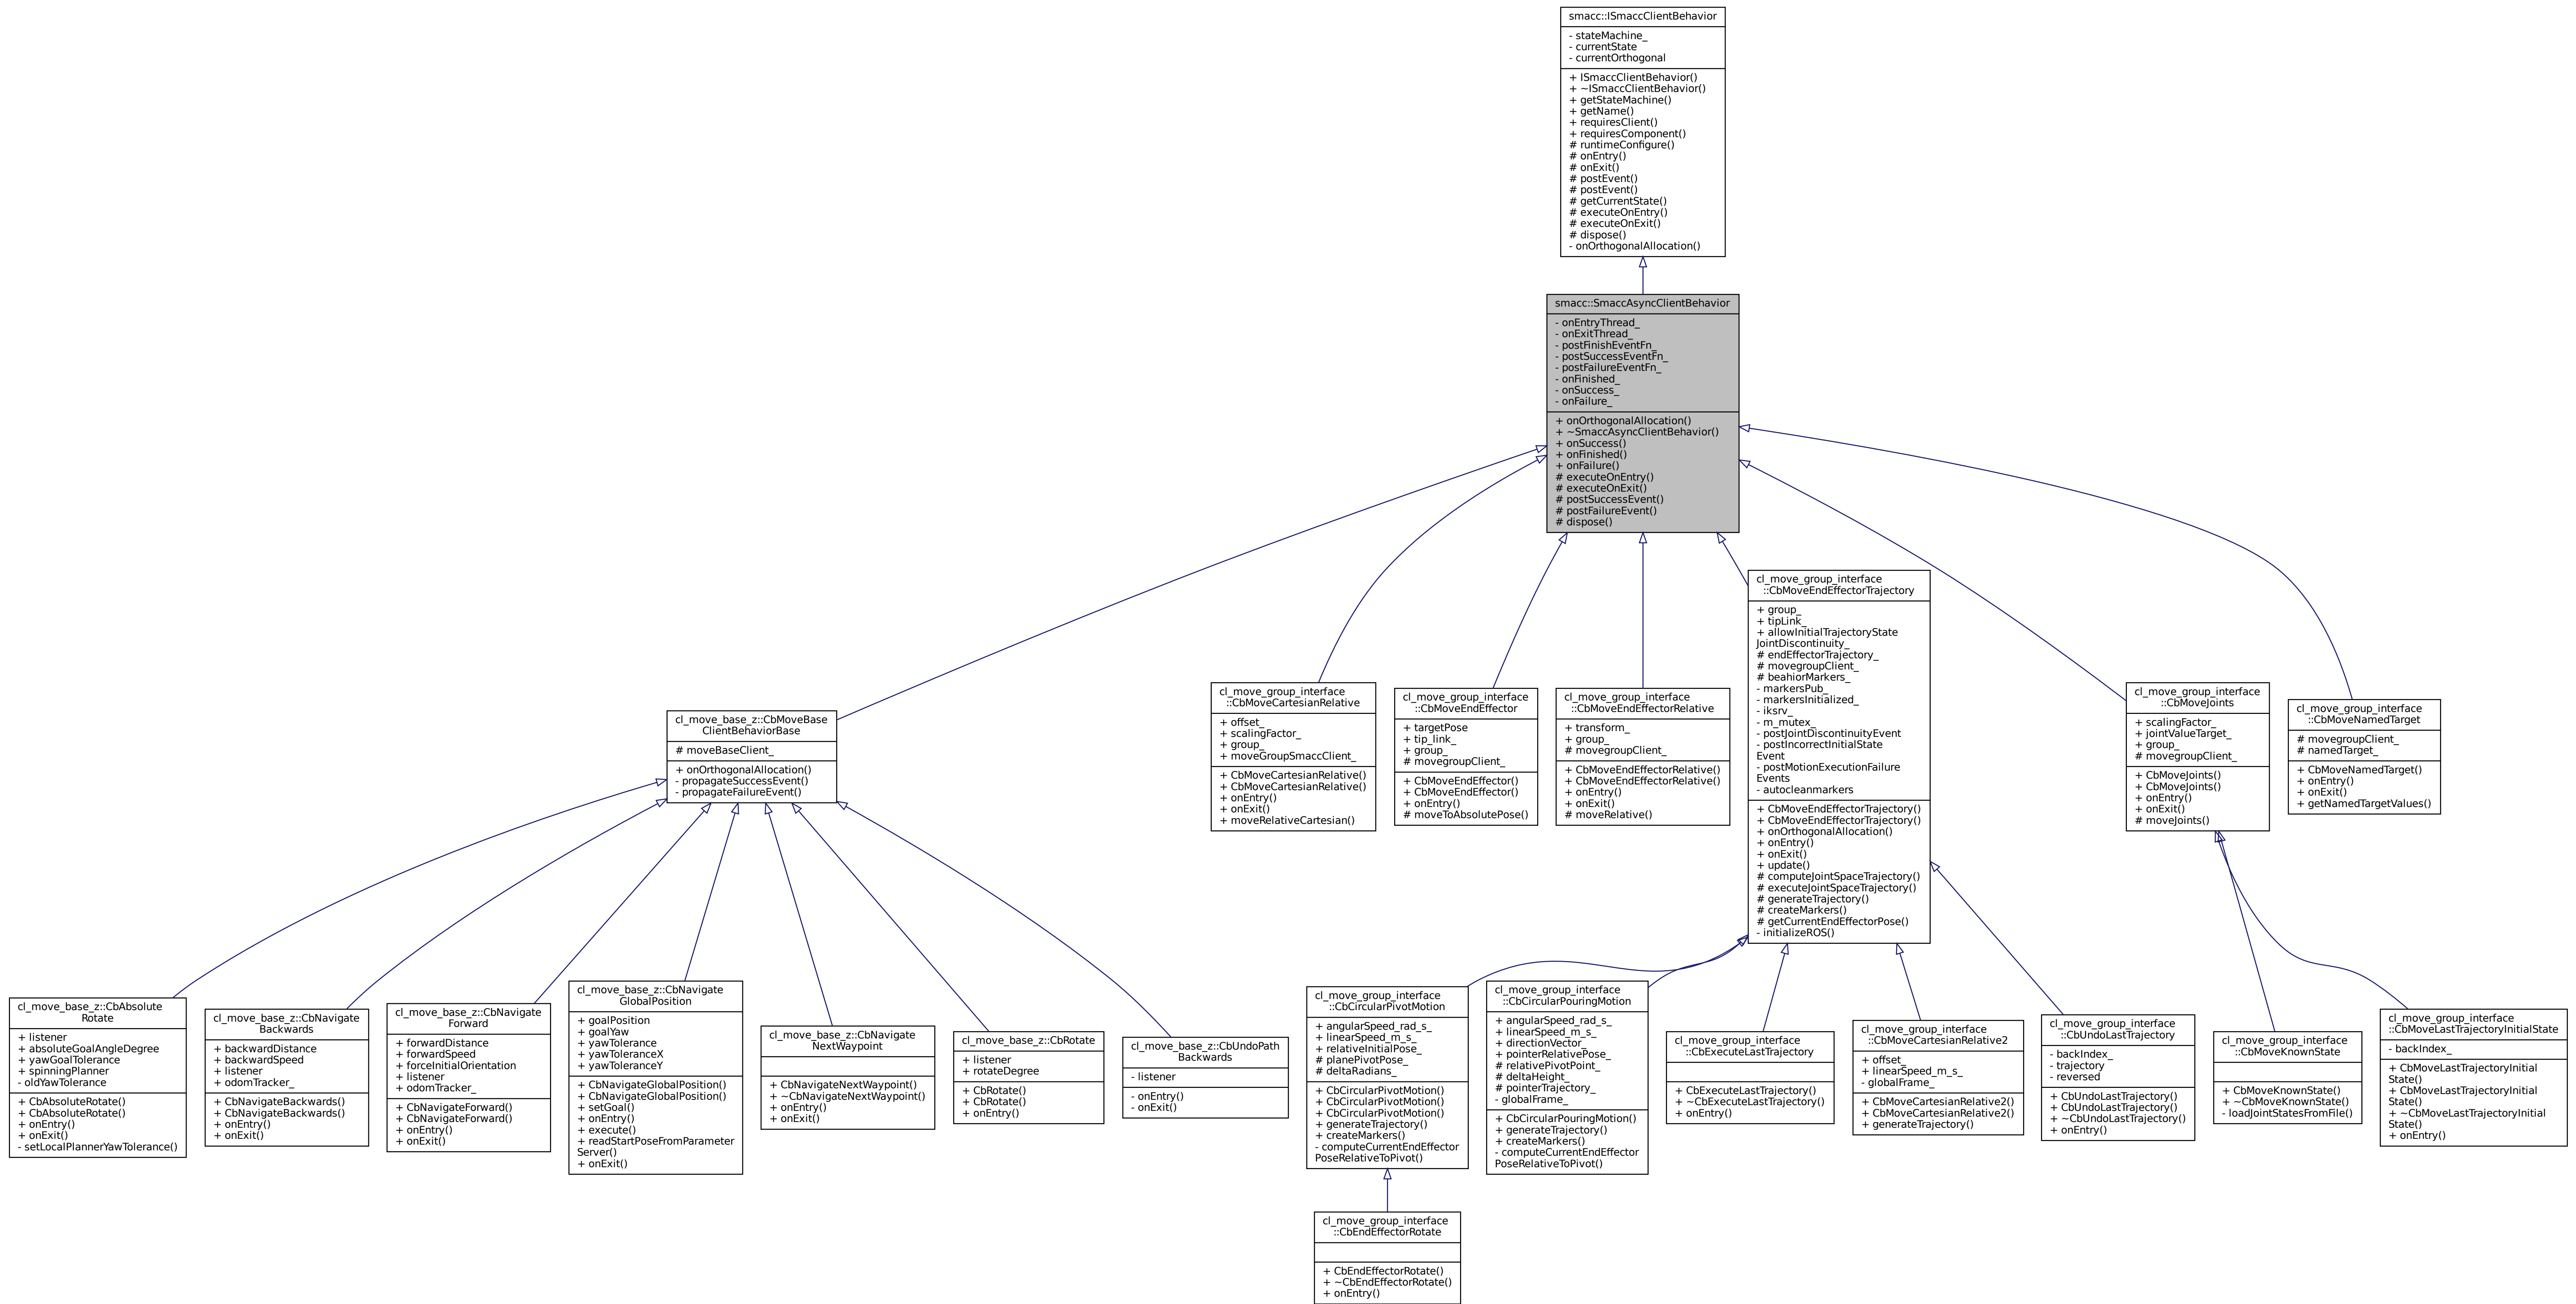 smacc::ISmaccClientBehavior
- stateMachine_
- currentState
- currentOrthogonal
+ ISmaccClientBehavior()
+ ~ISmaccClientBehavior()
+ getStateMachine()
+ getName()
+ requiresClient()
+ requiresComponent()
# runtimeConfigure()
# onEntry()
# onExit()
# postEvent()
# postEvent()
# getCurrentState()
# executeOnEntry()
# executeOnExit()
# dispose()
- onOrthogonalAllocation()
smacc::SmaccAsyncClientBehavior
- onEntryThread_
- onExitThread_
- postFinishEventFn_
- postSuccessEventFn_
- postFailureEventFn_
- onFinished_
- onSuccess_
- onFailure_
+ onOrthogonalAllocation()
+ ~SmaccAsyncClientBehavior()
+ onSuccess()
+ onFinished()
+ onFailure()
# executeOnEntry()
# executeOnExit()
# postSuccessEvent()
# postFailureEvent()
# dispose()
cl_move_base_z::CbMoveBase
ClientBehaviorBase
# moveBaseClient_
+ onOrthogonalAllocation()
- propagateSuccessEvent()
- propagateFailureEvent()
cl_move_group_interface
::CbMoveCartesianRelative
+ offset_
+ scalingFactor_
+ group_
+ moveGroupSmaccClient_
+ CbMoveCartesianRelative()
+ CbMoveCartesianRelative()
+ onEntry()
+ onExit()
+ moveRelativeCartesian()
cl_move_group_interface
::CbMoveEndEffector
+ targetPose
+ tip_link_
+ group_
# movegroupClient_
+ CbMoveEndEffector()
+ CbMoveEndEffector()
+ onEntry()
# moveToAbsolutePose()
cl_move_group_interface
::CbMoveEndEffectorRelative
+ transform_
+ group_
# movegroupClient_
+ CbMoveEndEffectorRelative()
+ CbMoveEndEffectorRelative()
+ onEntry()
+ onExit()
# moveRelative()
cl_move_group_interface
::CbMoveEndEffectorTrajectory
+ group_
+ tipLink_
+ allowInitialTrajectoryState
JointDiscontinuity_
# endEffectorTrajectory_
# movegroupClient_
# beahiorMarkers_
- markersPub_
- markersInitialized_
- iksrv_
- m_mutex_
- postJointDiscontinuityEvent
- postIncorrectInitialState
Event
- postMotionExecutionFailure
Events
- autocleanmarkers
+ CbMoveEndEffectorTrajectory()
+ CbMoveEndEffectorTrajectory()
+ onOrthogonalAllocation()
+ onEntry()
+ onExit()
+ update()
# computeJointSpaceTrajectory()
# executeJointSpaceTrajectory()
# generateTrajectory()
# createMarkers()
# getCurrentEndEffectorPose()
- initializeROS()
cl_move_group_interface
::CbMoveJoints
+ scalingFactor_
+ jointValueTarget_
+ group_
# movegroupClient_
+ CbMoveJoints()
+ CbMoveJoints()
+ onEntry()
+ onExit()
# moveJoints()
cl_move_group_interface
::CbMoveNamedTarget
# movegroupClient_
# namedTarget_
+ CbMoveNamedTarget()
+ onEntry()
+ onExit()
+ getNamedTargetValues()
cl_move_base_z::CbAbsolute
Rotate
+ listener
+ absoluteGoalAngleDegree
+ yawGoalTolerance
+ spinningPlanner
- oldYawTolerance
+ CbAbsoluteRotate()
+ CbAbsoluteRotate()
+ onEntry()
+ onExit()
- setLocalPlannerYawTolerance()
cl_move_base_z::CbNavigate
Backwards
+ backwardDistance
+ backwardSpeed
+ listener
+ odomTracker_
+ CbNavigateBackwards()
+ CbNavigateBackwards()
+ onEntry()
+ onExit()
cl_move_base_z::CbNavigate
Forward
+ forwardDistance
+ forwardSpeed
+ forceInitialOrientation
+ listener
+ odomTracker_
+ CbNavigateForward()
+ CbNavigateForward()
+ onEntry()
+ onExit()
cl_move_base_z::CbNavigate
GlobalPosition
+ goalPosition
+ goalYaw
+ yawTolerance
+ yawToleranceX
+ yawToleranceY
+ CbNavigateGlobalPosition()
+ CbNavigateGlobalPosition()
+ setGoal()
+ onEntry()
+ execute()
+ readStartPoseFromParameter
Server()
+ onExit()
cl_move_base_z::CbNavigate
NextWaypoint
+ CbNavigateNextWaypoint()
+ ~CbNavigateNextWaypoint()
+ onEntry()
+ onExit()
cl_move_base_z::CbRotate
+ listener
+ rotateDegree
+ CbRotate()
+ CbRotate()
+ onEntry()
cl_move_base_z::CbUndoPath
Backwards
- listener
- onEntry()
- onExit()
cl_move_group_interface
::CbCircularPivotMotion
+ angularSpeed_rad_s_
+ linearSpeed_m_s_
+ relativeInitialPose_
# planePivotPose_
# deltaRadians_
+ CbCircularPivotMotion()
+ CbCircularPivotMotion()
+ CbCircularPivotMotion()
+ generateTrajectory()
+ createMarkers()
- computeCurrentEndEffector
PoseRelativeToPivot()
cl_move_group_interface
::CbCircularPouringMotion
+ angularSpeed_rad_s_
+ linearSpeed_m_s_
+ directionVector_
+ pointerRelativePose_
# relativePivotPoint_
# deltaHeight_
# pointerTrajectory_
- globalFrame_
+ CbCircularPouringMotion()
+ generateTrajectory()
+ createMarkers()
- computeCurrentEndEffector
PoseRelativeToPivot()
cl_move_group_interface
::CbExecuteLastTrajectory
+ CbExecuteLastTrajectory()
+ ~CbExecuteLastTrajectory()
+ onEntry()
cl_move_group_interface
::CbMoveCartesianRelative2
+ offset_
+ linearSpeed_m_s_
- globalFrame_
+ CbMoveCartesianRelative2()
+ CbMoveCartesianRelative2()
+ generateTrajectory()
cl_move_group_interface
::CbUndoLastTrajectory
- backIndex_
- trajectory
- reversed
+ CbUndoLastTrajectory()
+ CbUndoLastTrajectory()
+ ~CbUndoLastTrajectory()
+ onEntry()
cl_move_group_interface
::CbMoveKnownState
+ CbMoveKnownState()
+ ~CbMoveKnownState()
- loadJointStatesFromFile()
cl_move_group_interface
::CbMoveLastTrajectoryInitialState
- backIndex_
+ CbMoveLastTrajectoryInitial
State()
+ CbMoveLastTrajectoryInitial
State()
+ ~CbMoveLastTrajectoryInitial
State()
+ onEntry()
cl_move_group_interface
::CbEndEffectorRotate
+ CbEndEffectorRotate()
+ ~CbEndEffectorRotate()
+ onEntry()